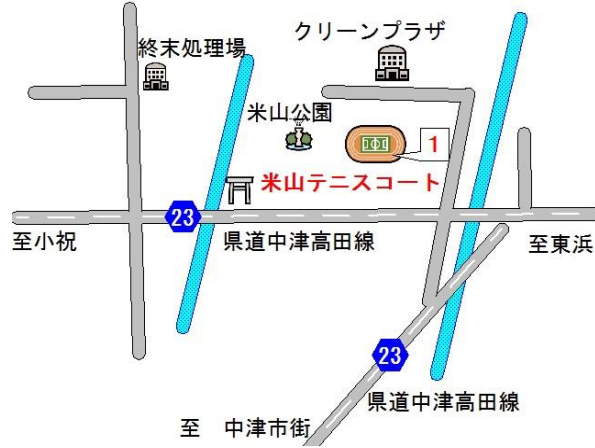 クリーンプラザ
終末処理場
米山公園
1
米山テニスコート
23
至小祝
県道中津高田線
至東浜
23
県道中津高田線
至 中津市街